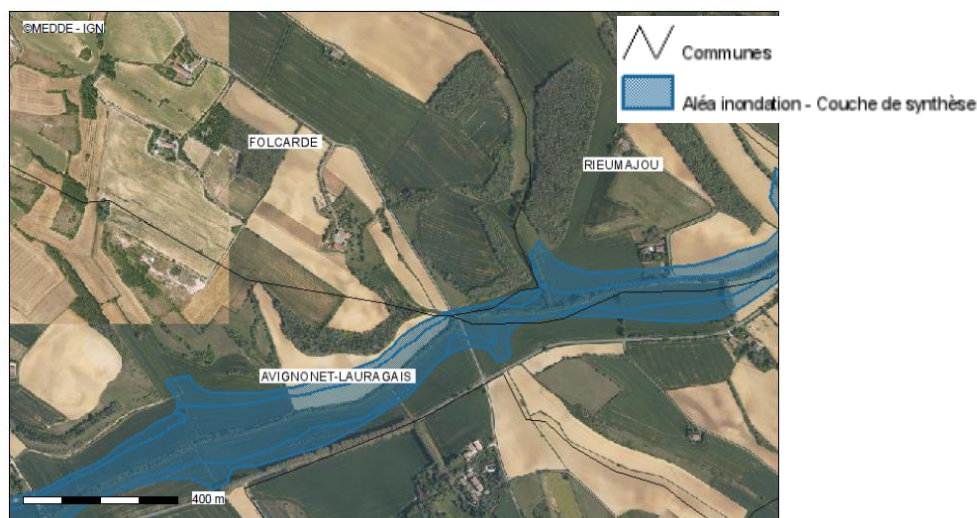 ©MEDDE - IGN
Communes
Aléa inondation - Couche de synthèse
FOLCARDE
RIEUMAJOU
AVIGNONET-LAURAGAIS
400 m